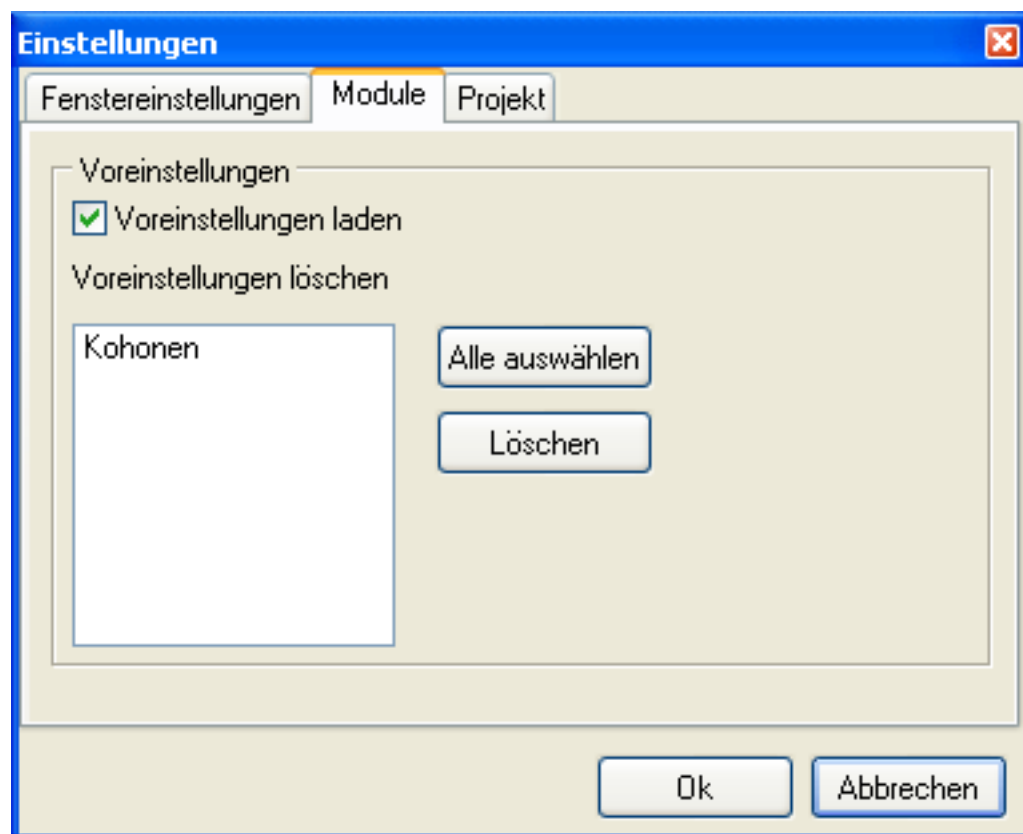 Einstellungen
Fenstereinstellungen Module Projekt
Voreinstellungen
Voreinstellungen laden
Voreinstellungen löschen
Kohonen
Alle auswählen
Löschen
Ok Abbrechen